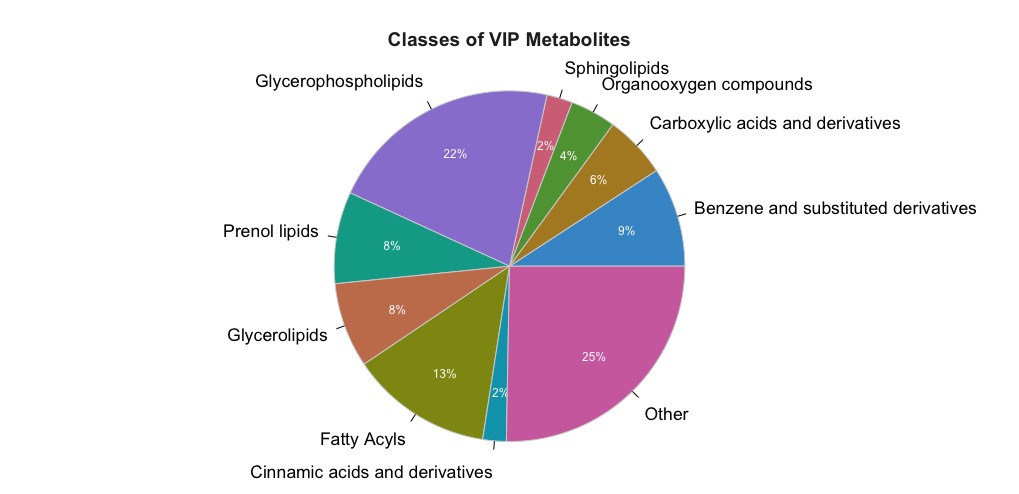 Classes of VIP Metabolites
Sphingolipids
Glycerophospholipids
Organooxygen compounds
Carboxylic acids and derivatives
2%
22%
4%
6%
Benzene and substituted derivatives
9%
Prenol lipids
8%
8%
Glycerolipids
25%
13%
2%
Other
Fatty Acyls
Cinnamic acids and derivatives